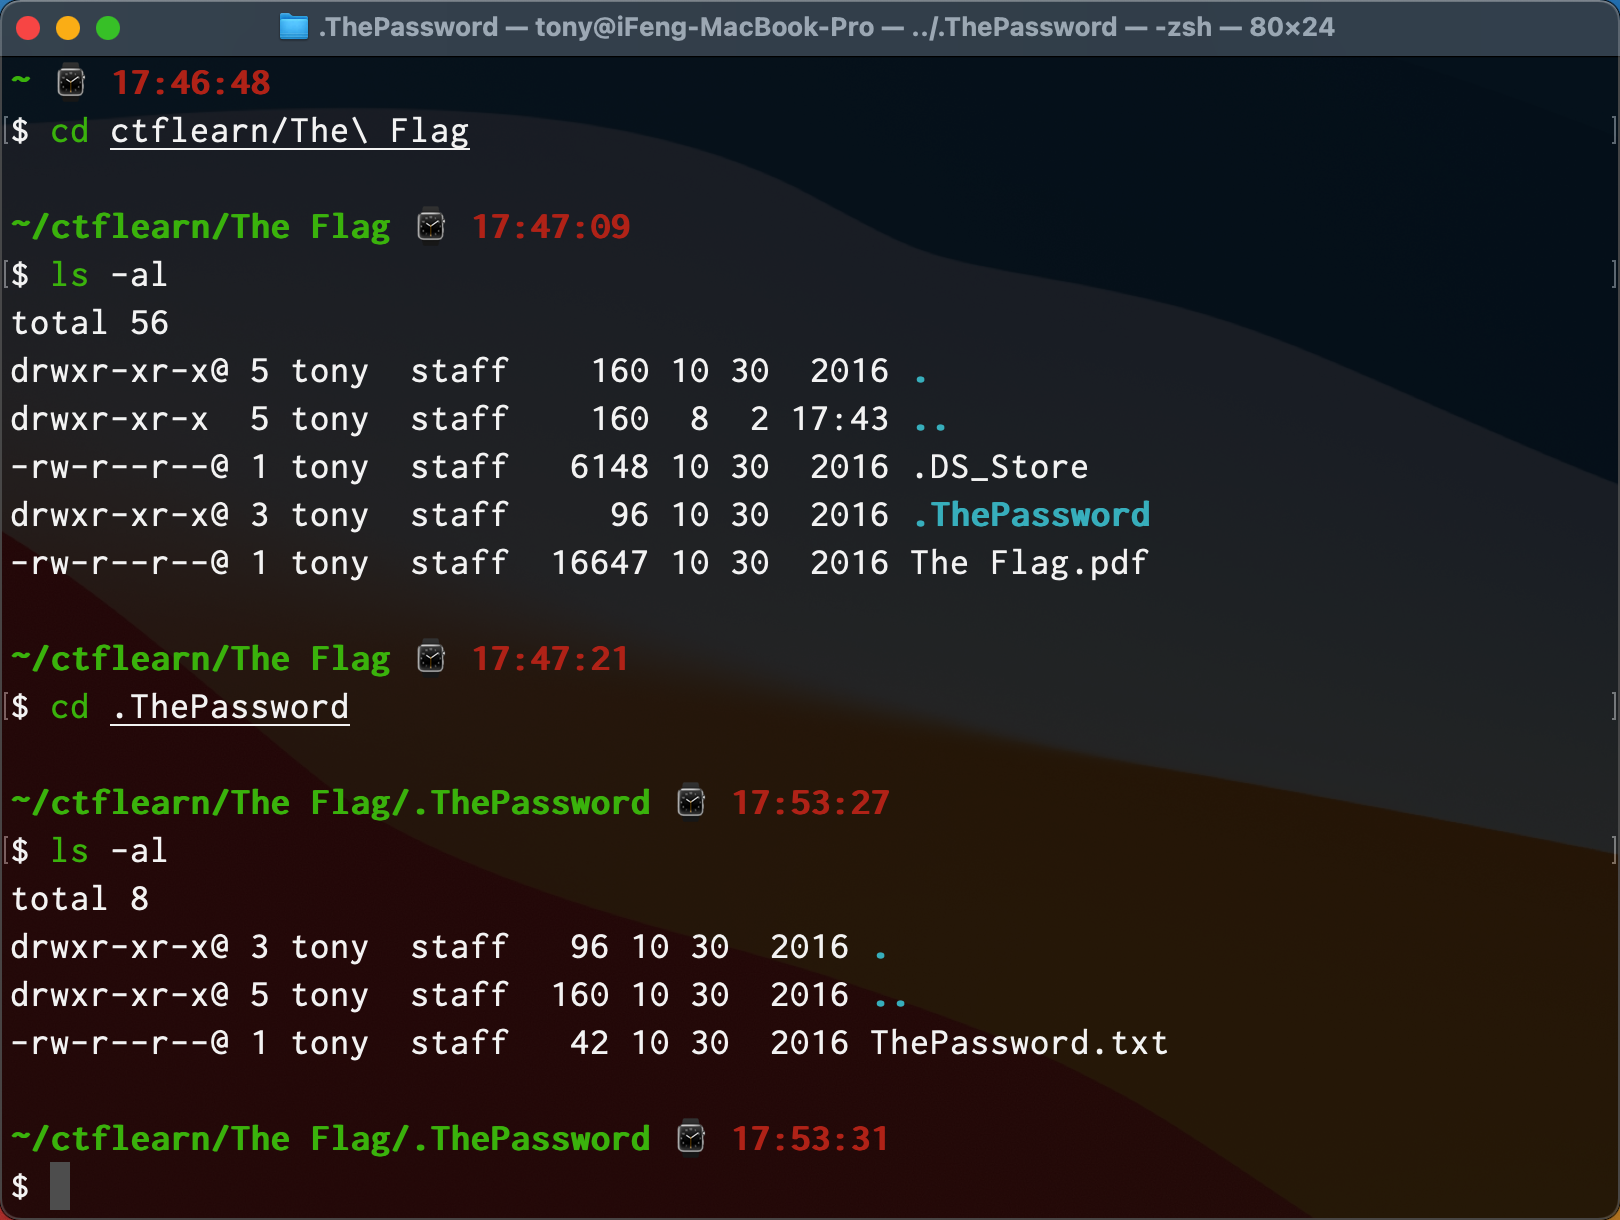 .ThePassword — tony@iFeng-MacBook-Pro — ../.ThePassword — -zsh — 80×24
~ ⌚ 17:46:48
[$ cd ctflearn/The\ Flag ]
~/ctflearn/The Flag ⌚ 17:47:09
[$ ls -al ]
total 56
drwxr-xr-x@ 5 tony  staff    160 10 30  2016 .
drwxr-xr-x  5 tony  staff    160  8  2 17:43 ..
-rw-r--r--@ 1 tony  staff   6148 10 30  2016 .DS_Store
drwxr-xr-x@ 3 tony  staff     96 10 30  2016 .ThePassword
-rw-r--r--@ 1 tony  staff  16647 10 30  2016 The Flag.pdf
~/ctflearn/The Flag ⌚ 17:47:21
[$ cd .ThePassword ]
~/ctflearn/The Flag/.ThePassword ⌚ 17:53:27
[$ ls -al ]
total 8
drwxr-xr-x@ 3 tony  staff   96 10 30  2016 .
drwxr-xr-x@ 5 tony  staff  160 10 30  2016 ..
-rw-r--r--@ 1 tony  staff   42 10 30  2016 ThePassword.txt
~/ctflearn/The Flag/.ThePassword ⌚ 17:53:31
$